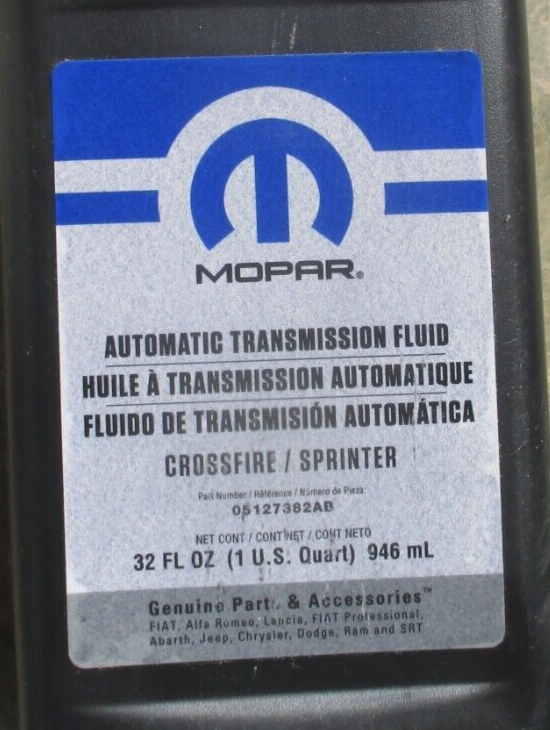 MOPAR®
AUTOMATIC TRANSMISSION FLUID
HUILE À TRANSMISSION AUTOMATIQUE
FLUIDO DE TRANSMISIÓN AUTOMÁTICA
CROSSFIRE / SPRINTER
Part Number / Référence / Número de Pieza:
05127382AB
NET CONT / CONT NET / CONT NETO
32 FL OZ (1 U.S. Quart) 946 mL
Genuine Parts & Accessories™
FIAT, Alfa Romeo, Lancia, FIAT Professional,
Abarth, Jeep, Chrysler, Dodge, Ram and SRT